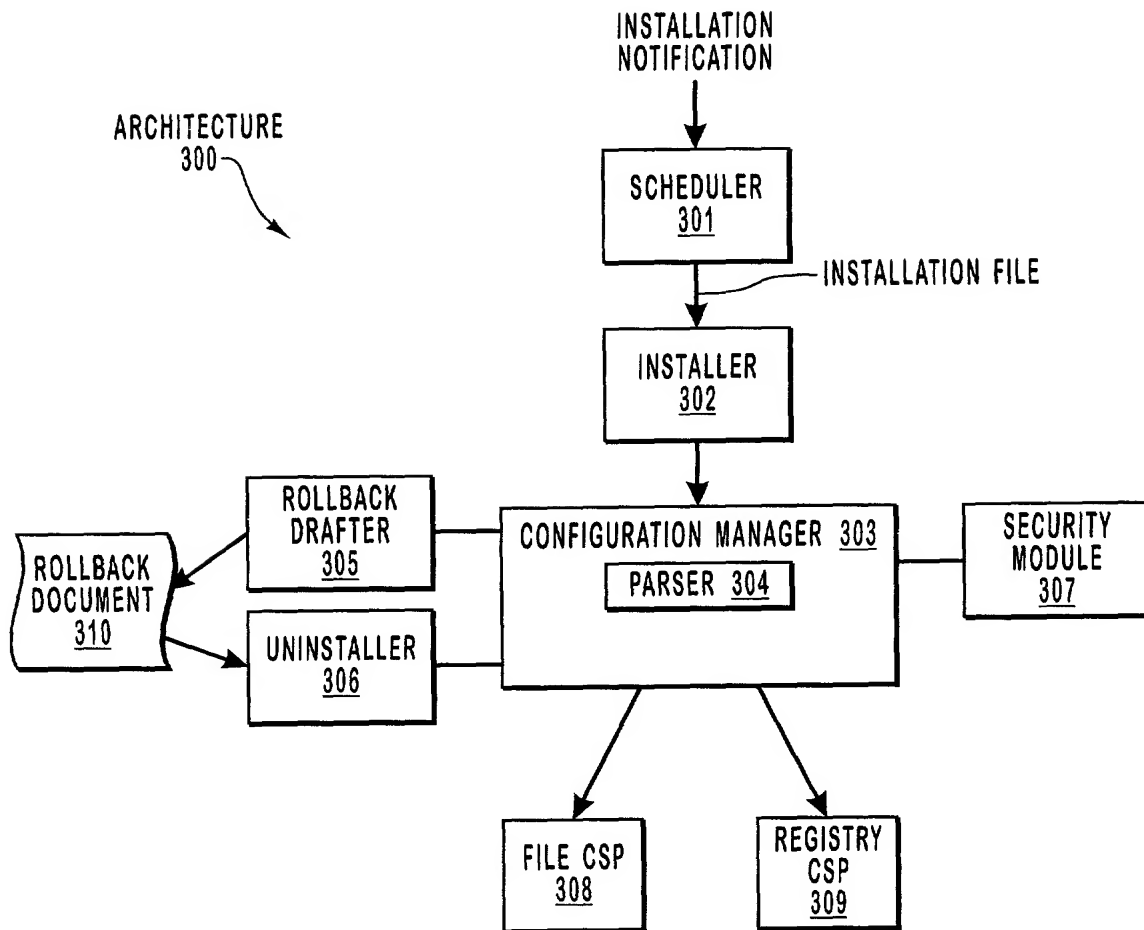 INSTALLATION
NOTIFICATION
ARCHITECTURE
300
SCHEDULER
301
INSTALLATION FILE
INSTALLER
302
ROLLBACK
DRAFTER
305
CONFIGURATION MANAGER 303
PARSER 304
SECURITY
MODULE
307
ROLLBACK
DOCUMENT
310
UNINSTALLER
306
FILE CSP
308
REGISTRY
CSP
309